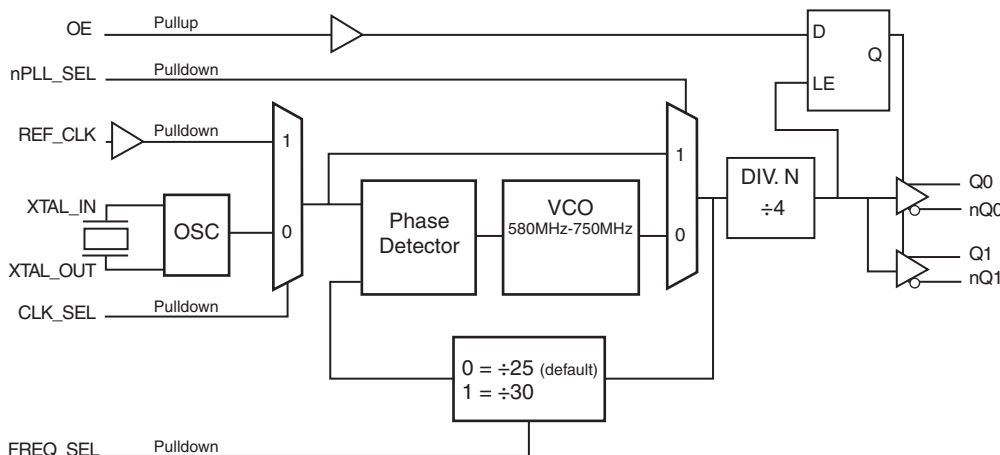 OE Pullup
nPLL_SEL Pulldown
REF_CLK Pulldown
XTAL_IN
OSC
XTAL_OUT
CLK_SEL Pulldown
1
0
Phase
Detector
VCO
580MHz-750MHz
1
0
DIV. N
÷4
D
Q
LE
Q0
nQ0
Q1
nQ1
0 = ÷25 (default)
1 = ÷30
FREQ_SEL Pulldown